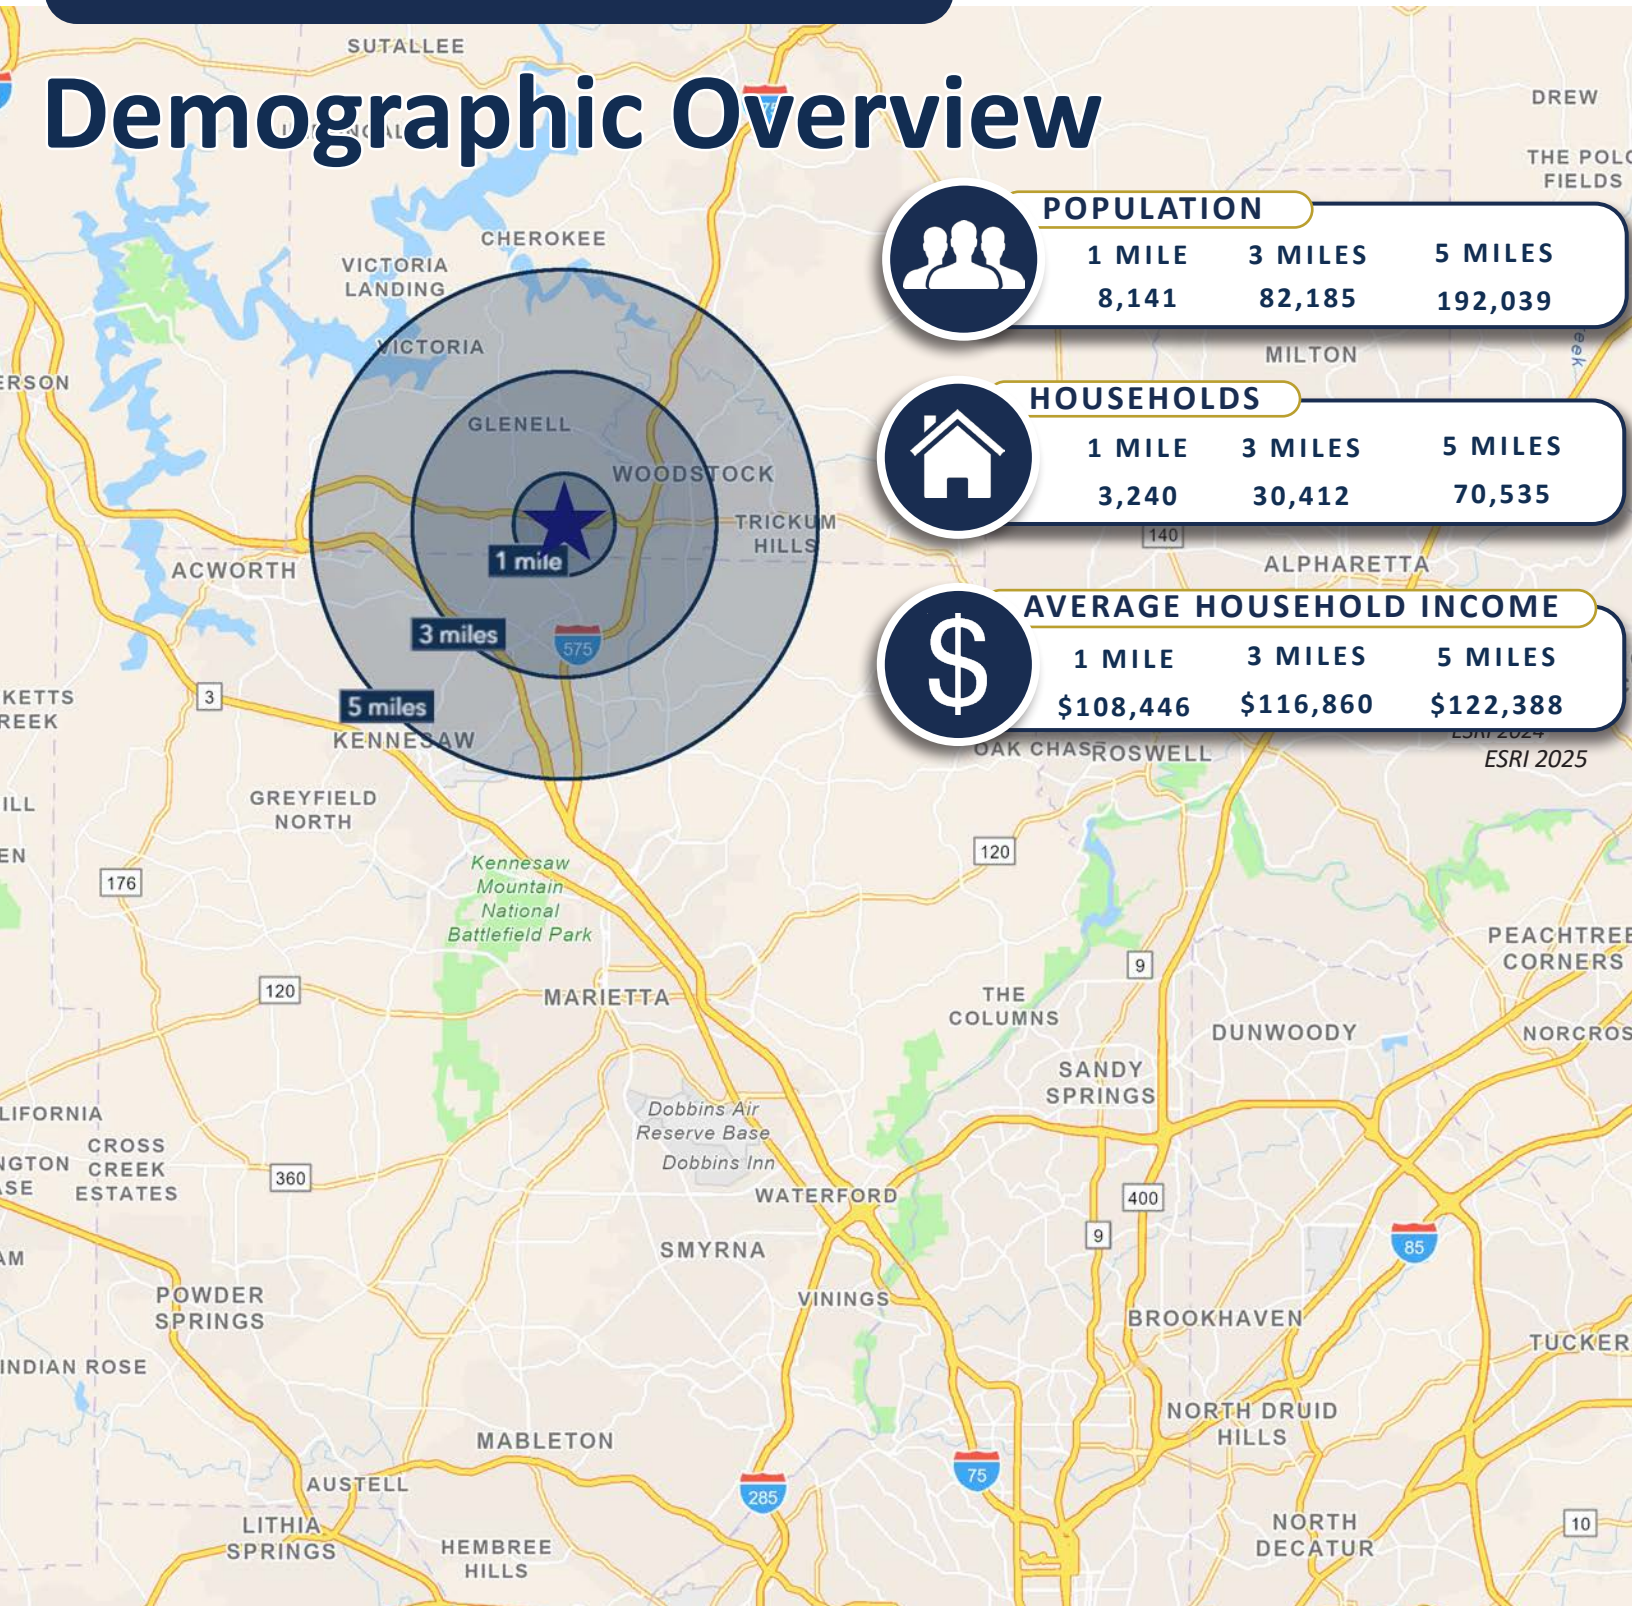 SUTALLEE
Demographic Overview
DREW
THE POLO
FIELDS
POPULATION
1 MILE 3 MILES 5 MILES
8,141 82,185 192,039
CHEROKEE
VICTORIA
LANDING
VICTORIA
MILTON
HOUSEHOLDS
1 MILE 3 MILES 5 MILES
3,240 30,412 70,535
GLENELL
WOODSTOCK
TRICKUM
HILLS
1 mile
140
ACWORTH
ALPHARETTA
AVERAGE HOUSEHOLD INCOME
1 MILE 3 MILES 5 MILES
$108,446 $116,860 $122,388
3 miles
575
3
5 miles
KENNESAW
ESRI 2024
ESRI 2025
ROSWELL
GREYFIELD
NORTH
120
Kennesaw
Mountain
National
Battlefield Park
176
PEACHTREE
CORNERS
9
120
MARIETTA
THE
COLUMNS
DUNWOODY
NORCROS
SANDY
SPRINGS
Dobbins Air
Reserve Base
Dobbins Inn
LIFORNIA
CROSS
CREEK
ESTATES
360
WATERFORD
400
9
85
SMYRNA
VININGS
POWDER
SPRINGS
BROOKHAVEN
TUCKER
INDIAN ROSE
NORTH DRUID
HILLS
MABLETON
75
AUSTELL
285
LITHIA
SPRINGS
HEMBREE
HILLS
NORTH
DECATUR
10